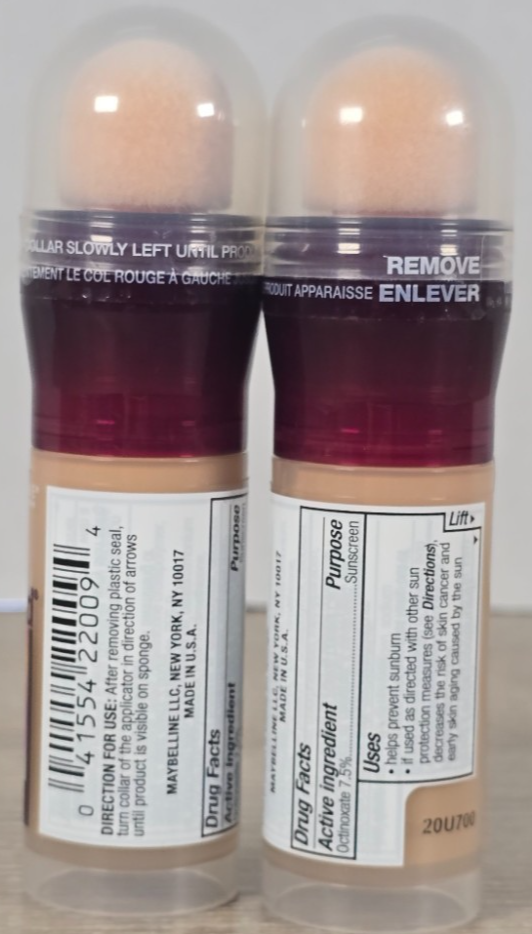 OLLAR SLOWLY LEFT UNTIL PROD
TEMENT LE COL ROUGE À GAUCHE
0 41554 22009 4
DIRECTION FOR USE: After removing plastic seal,
turn collar of the applicator in direction of arrows
until product is visible on sponge.
MAYBELLINE LLC, NEW YORK, NY 10017
MADE IN U.S.A.
Drug Facts
Active ingredient Purpose
REMOVE
PRODUIT APPARAISSE ENLEVER
MAYBELLINE LLC, NEW YORK, NY 10017
MADE IN U.S.A.
Drug Facts
Active ingredient Purpose
Octinoxate 7.5%............Sunscreen
Uses
• helps prevent sunburn
• if used as directed with other sun
protection measures (see Directions),
decreases the risk of skin cancer and
early skin aging caused by the sun
Lift
20U700